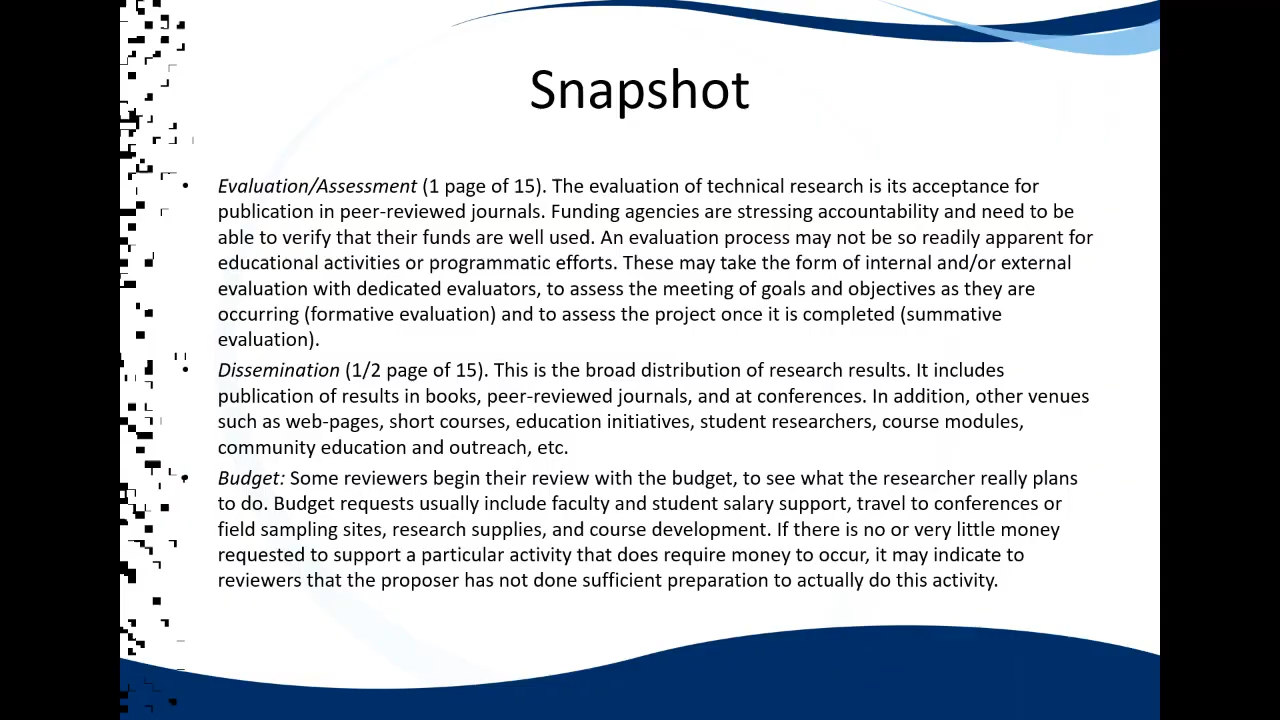 Snapshot
• Evaluation/Assessment (1 page of 15). The evaluation of technical research is its acceptance for
publication in peer-reviewed journals. Funding agencies are stressing accountability and need to be
able to verify that their funds are well used. An evaluation process may not be so readily apparent for
educational activities or programmatic efforts. These may take the form of internal and/or external
evaluation with dedicated evaluators, to assess the meeting of goals and objectives as they are
occurring (formative evaluation) and to assess the project once it is completed (summative
evaluation).
• Dissemination (1/2 page of 15). This is the broad distribution of research results. It includes
publication of results in books, peer-reviewed journals, and at conferences. In addition, other venues
such as web-pages, short courses, education initiatives, student researchers, course modules,
community education and outreach, etc.
• Budget: Some reviewers begin their review with the budget, to see what the researcher really plans
to do. Budget requests usually include faculty and student salary support, travel to conferences or
field sampling sites, research supplies, and course development. If there is no or very little money
requested to support a particular activity that does require money to occur, it may indicate to
reviewers that the proposer has not done sufficient preparation to actually do this activity.